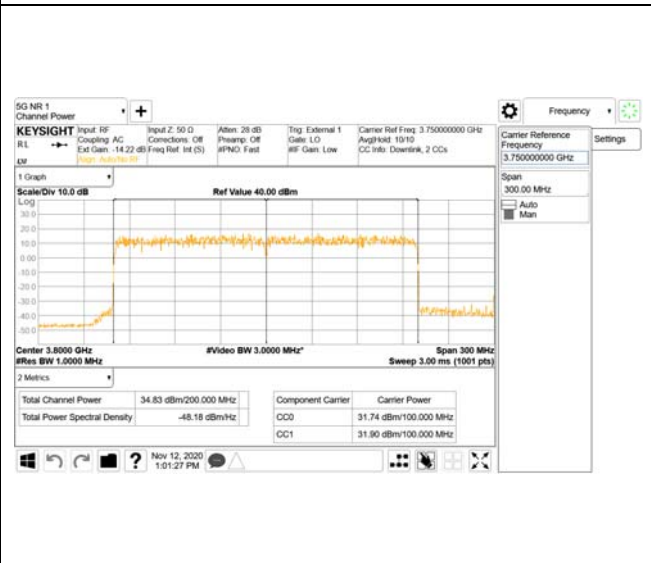 5G NR 1
Channel Power
Frequency
KEYSIGHT
Input: RF
Input Z: 50 Ω
Atten: 28 dB
Trig: External 1
Carrier Ref Freq: 3.750000000 GHz
RL
Coupling: AC
Corrections: Off
Preamp: Off
Gate: LO
Avg|Hold: 10/10
Ext Gain: -14.22 dB
Freq Ref: Int (S)
#PNO: Fast
#IF Gain: Low
CC Info: Downlink, 2 CCs
Align: Auto/No RF
Carrier Reference
Frequency
3.750000000 GHz
Settings
Span
300.00 MHz
Auto
Man
1 Graph
Scale/Div 10.0 dB
Ref Value 40.00 dBm
Log
30.0
20.0
10.0
0.00
-10.0
-20.0
-30.0
-40.0
-50.0
Center 3.8000 GHz
#Video BW 3.0000 MHz*
Span 300 MHz
#Res BW 1.0000 MHz
Sweep 3.00 ms (1001 pts)
2 Metrics
Total Channel Power
34.83 dBm/200.000 MHz
Total Power Spectral Density
-48.18 dBm/Hz
Component Carrier
Carrier Power
CC0
31.74 dBm/100.000 MHz
CC1
31.90 dBm/100.000 MHz
Nov 12, 2020
1:01:27 PM